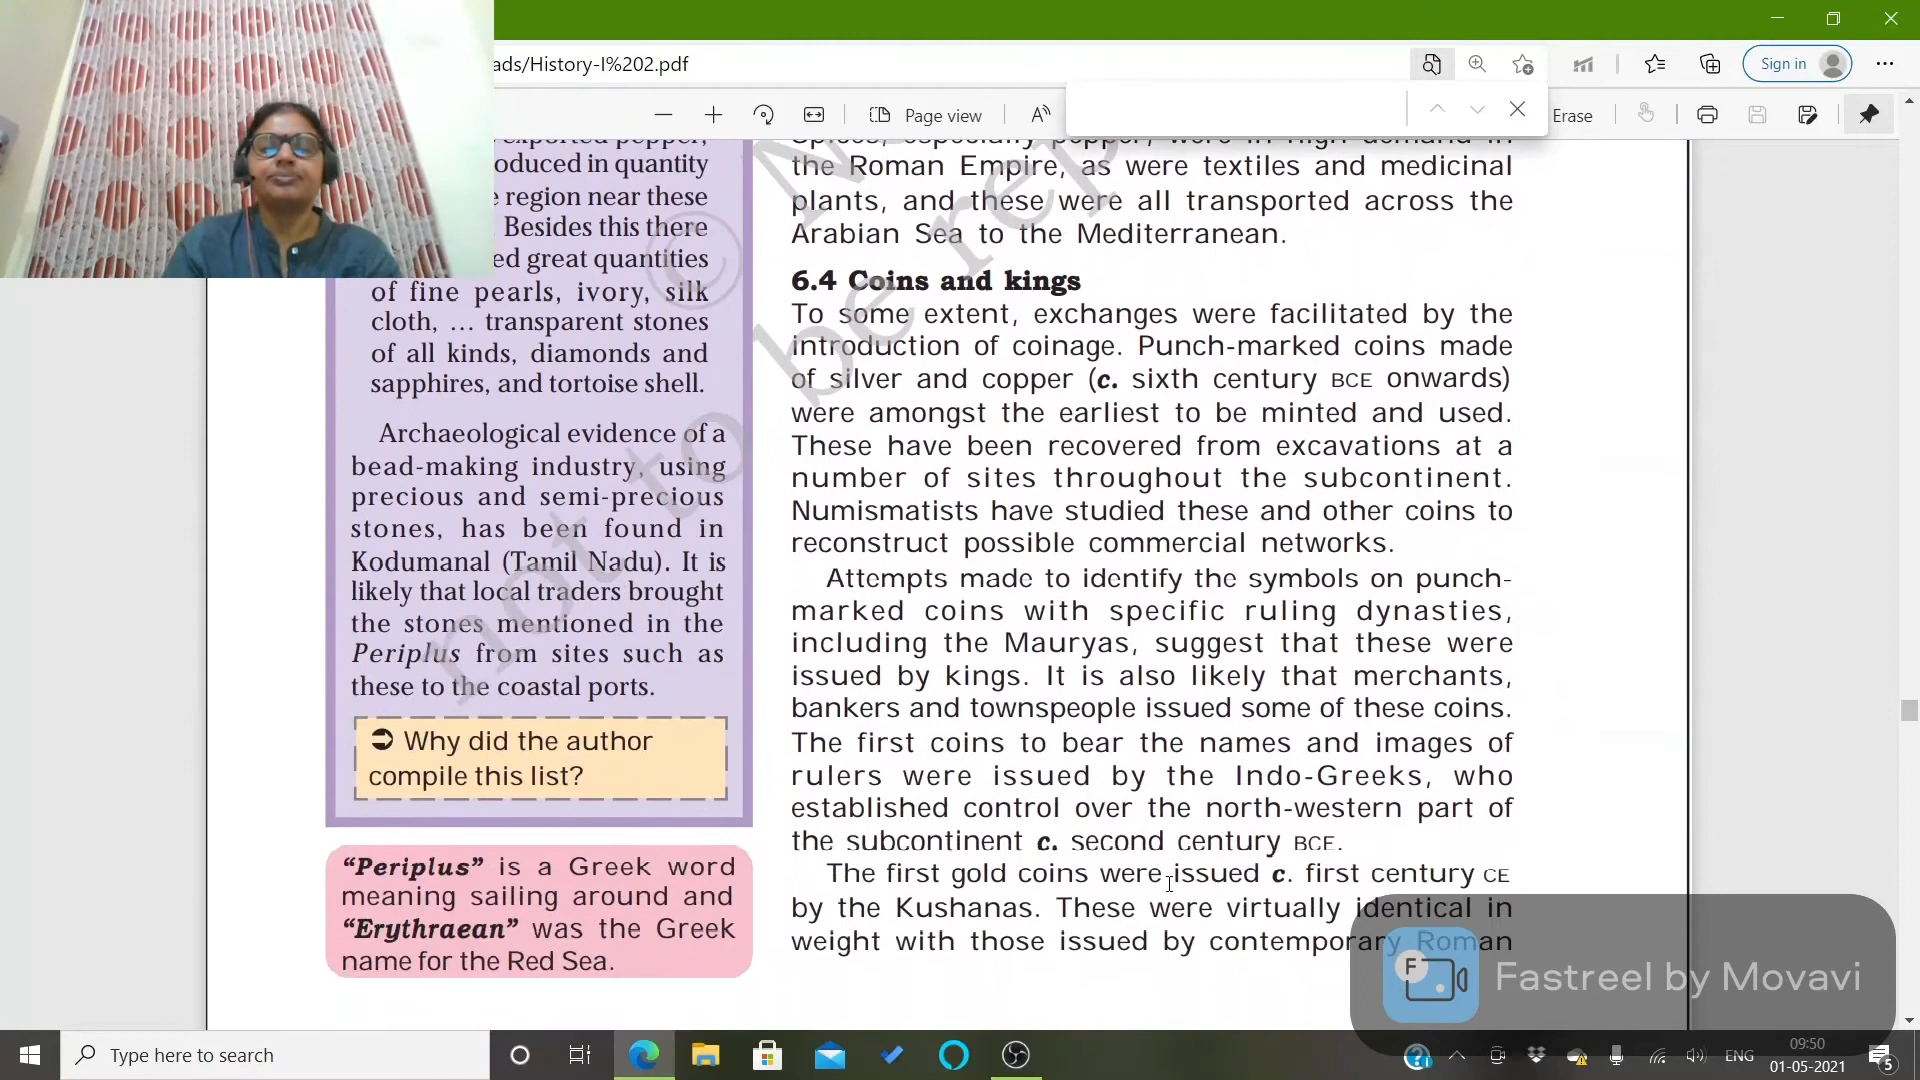 ads/History-I%202.pdf
Sign in
Page view
A
Erase
exported pepper,
oduced in quantity
e region near these
. Besides this there
ed great quantities
of fine pearls, ivory, silk
cloth, … transparent stones
of all kinds, diamonds and
sapphires, and tortoise shell.
Archaeological evidence of a
bead-making industry, using
precious and semi-precious
stones, has been found in
Kodumanal (Tamil Nadu). It is
likely that local traders brought
the stones mentioned in the
Periplus from sites such as
these to the coastal ports.
➲ Why did the author
compile this list?
“Periplus” is a Greek word
meaning sailing around and
“Erythraean” was the Greek
name for the Red Sea.
Spices, especially pepper, were in high demand in
the Roman Empire, as were textiles and medicinal
plants, and these were all transported across the
Arabian Sea to the Mediterranean.
6.4 Coins and kings
To some extent, exchanges were facilitated by the
introduction of coinage. Punch-marked coins made
of silver and copper (c. sixth century BCE onwards)
were amongst the earliest to be minted and used.
These have been recovered from excavations at a
number of sites throughout the subcontinent.
Numismatists have studied these and other coins to
reconstruct possible commercial networks.
Attempts made to identify the symbols on punch-
marked coins with specific ruling dynasties,
including the Mauryas, suggest that these were
issued by kings. It is also likely that merchants,
bankers and townspeople issued some of these coins.
The first coins to bear the names and images of
rulers were issued by the Indo-Greeks, who
established control over the north-western part of
the subcontinent c. second century BCE.
The first gold coins were issued c. first century CE
by the Kushanas. These were virtually identical in
weight with those issued by contemporary Roman
© N
not to be rep
F
Fastreel by Movavi
Type here to search
ENG
09:50
01-05-2021
5